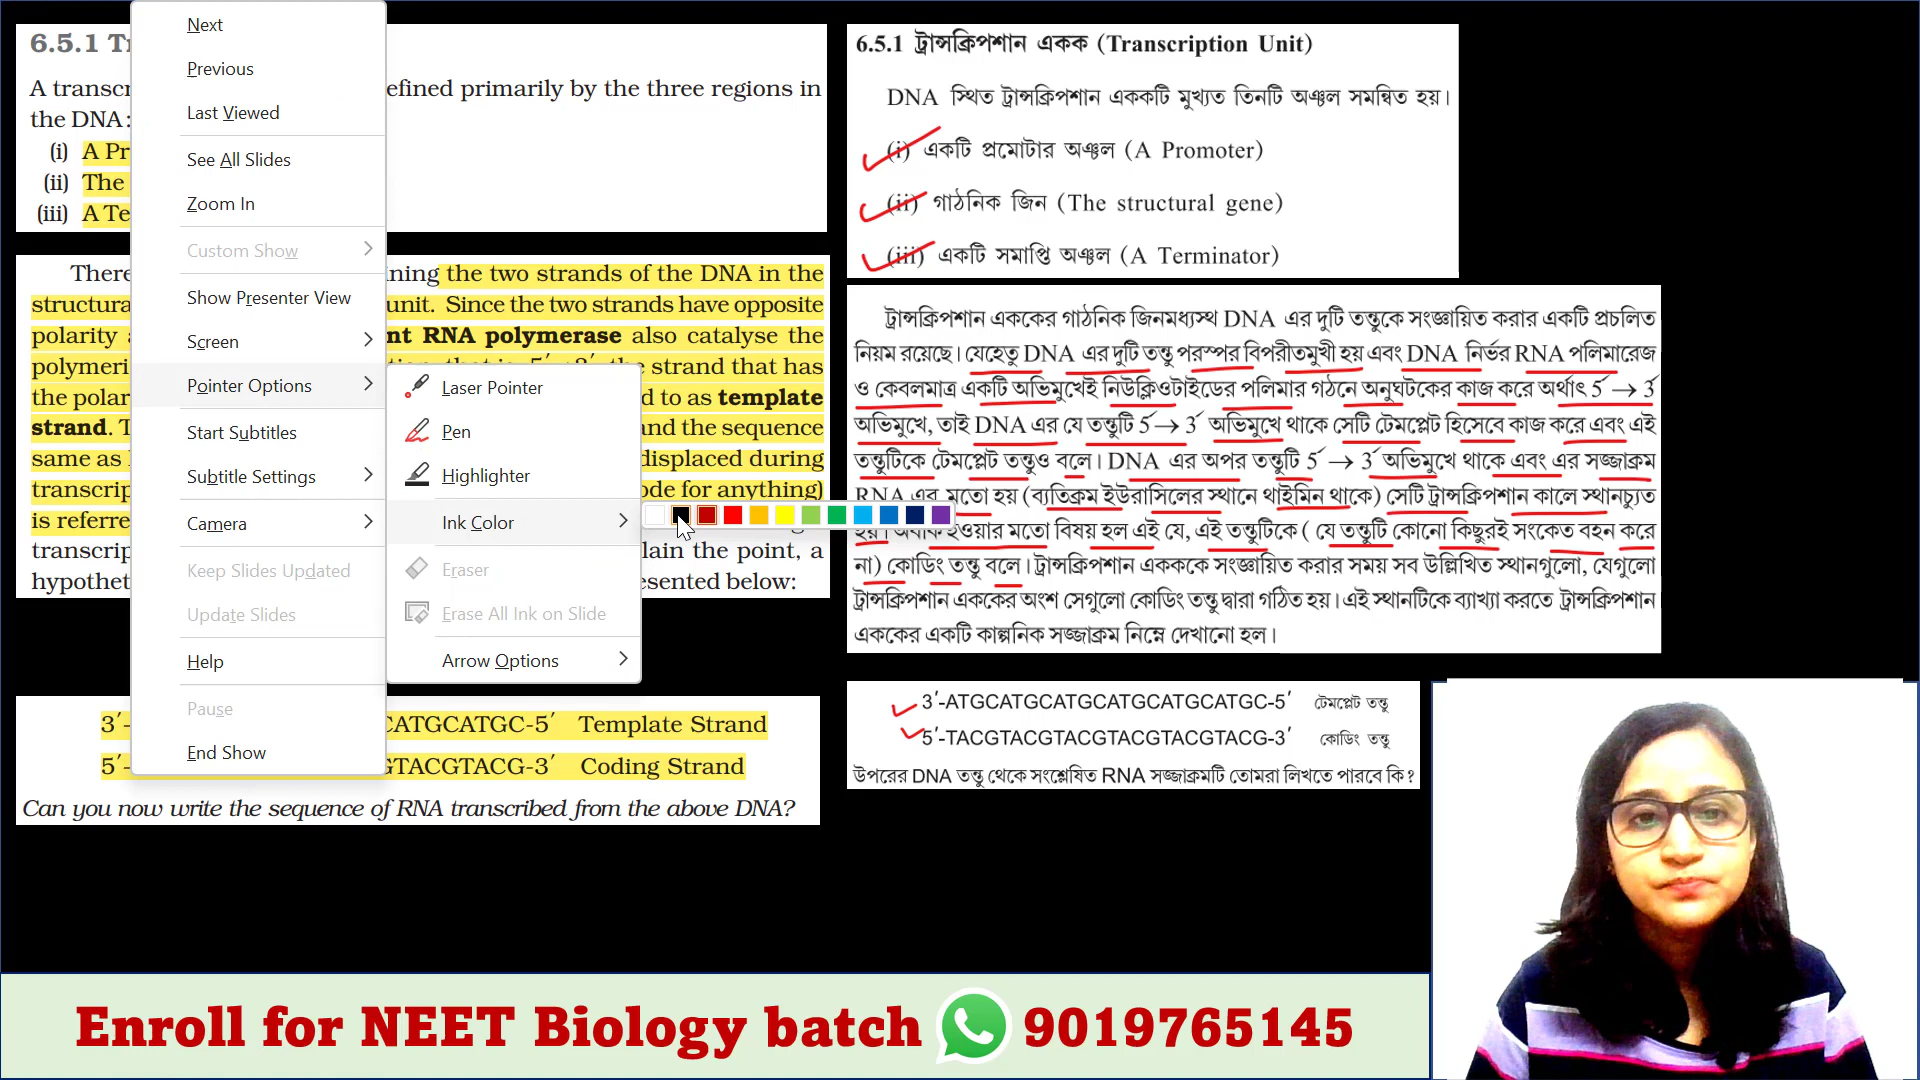 6.5.1 Tr
A transcr efined primarily by the three regions in
the DNA:
(i) A Pr
(ii) The
(iii) A Te
There ning the two strands of the DNA in the
structura unit. Since the two strands have opposite
polarity nt RNA polymerase also catalyse the
polymeri the strand that has
the polar d to as template
strand. T and the sequence
same as displaced during
transcrip ode for anything)
is referre
transcrip lain the point, a
hypothet esented below:
3′- CATGCATGC-5′ Template Strand
5′- GTACGTACG-3′ Coding Strand
Can you now write the sequence of RNA transcribed from the above DNA?
Next
Previous
Last Viewed
See All Slides
Zoom In
Custom Show
Show Presenter View
Screen
Pointer Options
Start Subtitles
Subtitle Settings
Camera
Keep Slides Updated
Update Slides
Help
Pause
End Show
Laser Pointer
Pen
Highlighter
Ink Color
Eraser
Erase All Ink on Slide
Arrow Options
6.5.1 ট্রান্সক্রিপশান একক (Transcription Unit)
DNA স্থিত ট্রান্সক্রিপশান এককটি মুখ্যত তিনটি অঞ্চল সমন্বিত হয়।
(i) একটি প্রমোটার অঞ্চল (A Promoter)
(ii) গাঠনিক জিন (The structural gene)
(iii) একটি সমাপ্তি অঞ্চল (A Terminator)
ট্রান্সক্রিপশান এককের গাঠনিক জিনমধ্যস্থ DNA এর দুটি তন্তুকে সংজ্ঞায়িত করার একটি প্রচলিত
নিয়ম রয়েছে। যেহেতু DNA এর দুটি তন্তু পরস্পর বিপরীতমুখী হয় এবং DNA নির্ভর RNA পলিমারেজ
ও কেবলমাত্র একটি অভিমুখেই নিউক্লিওটাইডের পলিমার গঠনে অনুঘটকের কাজ করে অর্থাৎ 5′ → 3′
অভিমুখে, তাই DNA এর যে তন্তুটি 5′→ 3′ অভিমুখে থাকে সেটি টেমপ্লেট হিসেবে কাজ করে এবং এই
তন্তুটিকে টেমপ্লেট তন্তুও বলে। DNA এর অপর তন্তুটি 5′ → 3′ অভিমুখে থাকে এবং এর সজ্জাক্রম
RNA এর মতো হয় (ব্যতিক্রম ইউরাসিলের স্থানে থাইমিন থাকে) সেটি ট্রান্সক্রিপশান কালে স্থানচ্যুত
হয়। অবাক হওয়ার মতো বিষয় হল এই যে, এই তন্তুটিকে ( যে তন্তুটি কোনো কিছুরই সংকেত বহন করে
না) কোডিং তন্তু বলে। ট্রান্সক্রিপশান একককে সংজ্ঞায়িত করার সময় সব উল্লিখিত স্থানগুলো, যেগুলো
ট্রান্সক্রিপশান এককের অংশ সেগুলো কোডিং তন্তু দ্বারা গঠিত হয়। এই স্থানটিকে ব্যাখ্যা করতে ট্রান্সক্রিপশান
এককের একটি কাল্পনিক সজ্জাক্রম নিম্নে দেখানো হল।
3′-ATGCATGCATGCATGCATGCATGC-5′ টেমপ্লেট তন্তু
5′-TACGTACGTACGTACGTACGTACG-3′ কোডিং তন্তু
উপরের DNA তন্তু থেকে সংশ্লেষিত RNA সজ্জাক্রমটি তোমরা লিখতে পারবে কি?
Enroll for NEET Biology batch 9019765145